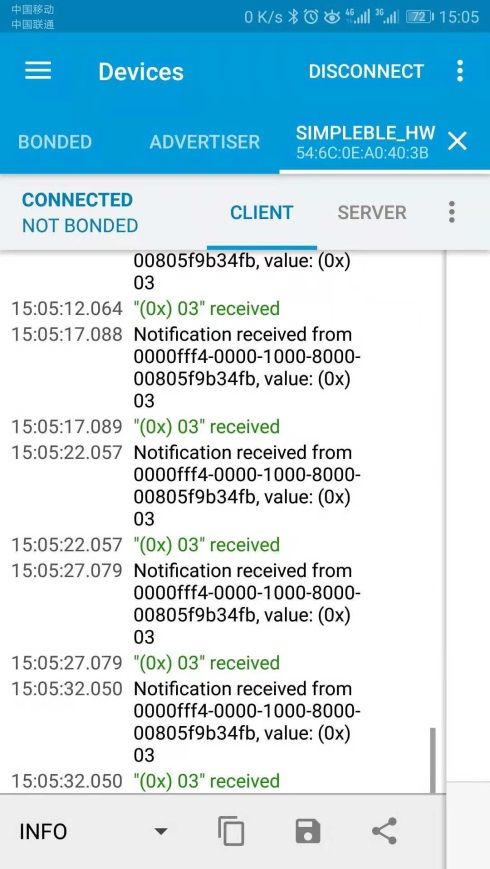 中国移动
中国联通
0 K/s 4G 3G 72 15:05
Devices DISCONNECT
BONDED ADVERTISER SIMPLEBLE_HW
54:6C:0E:A0:40:3B
CONNECTED
NOT BONDED
CLIENT SERVER
00805f9b34fb, value: (0x)
03
15:05:12.064 "(0x) 03" received
15:05:17.088 Notification received from
0000fff4-0000-1000-8000-
00805f9b34fb, value: (0x)
03
15:05:17.089 "(0x) 03" received
15:05:22.057 Notification received from
0000fff4-0000-1000-8000-
00805f9b34fb, value: (0x)
03
15:05:22.057 "(0x) 03" received
15:05:27.079 Notification received from
0000fff4-0000-1000-8000-
00805f9b34fb, value: (0x)
03
15:05:27.079 "(0x) 03" received
15:05:32.050 Notification received from
0000fff4-0000-1000-8000-
00805f9b34fb, value: (0x)
03
15:05:32.050 "(0x) 03" received
INFO